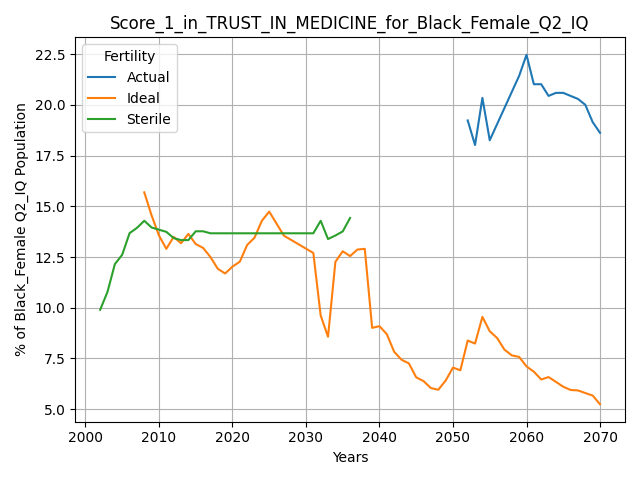 Score_1_in_TRUST_IN_MEDICINE_for_Black_Female_Q2_IQ
Fertility
Actual
Ideal
Sterile
% of Black_Female Q2_IQ Population
22.5
20.0
17.5
15.0
12.5
10.0
7.5
5.0
2000 2010 2020 2030 2040 2050 2060 2070
Years